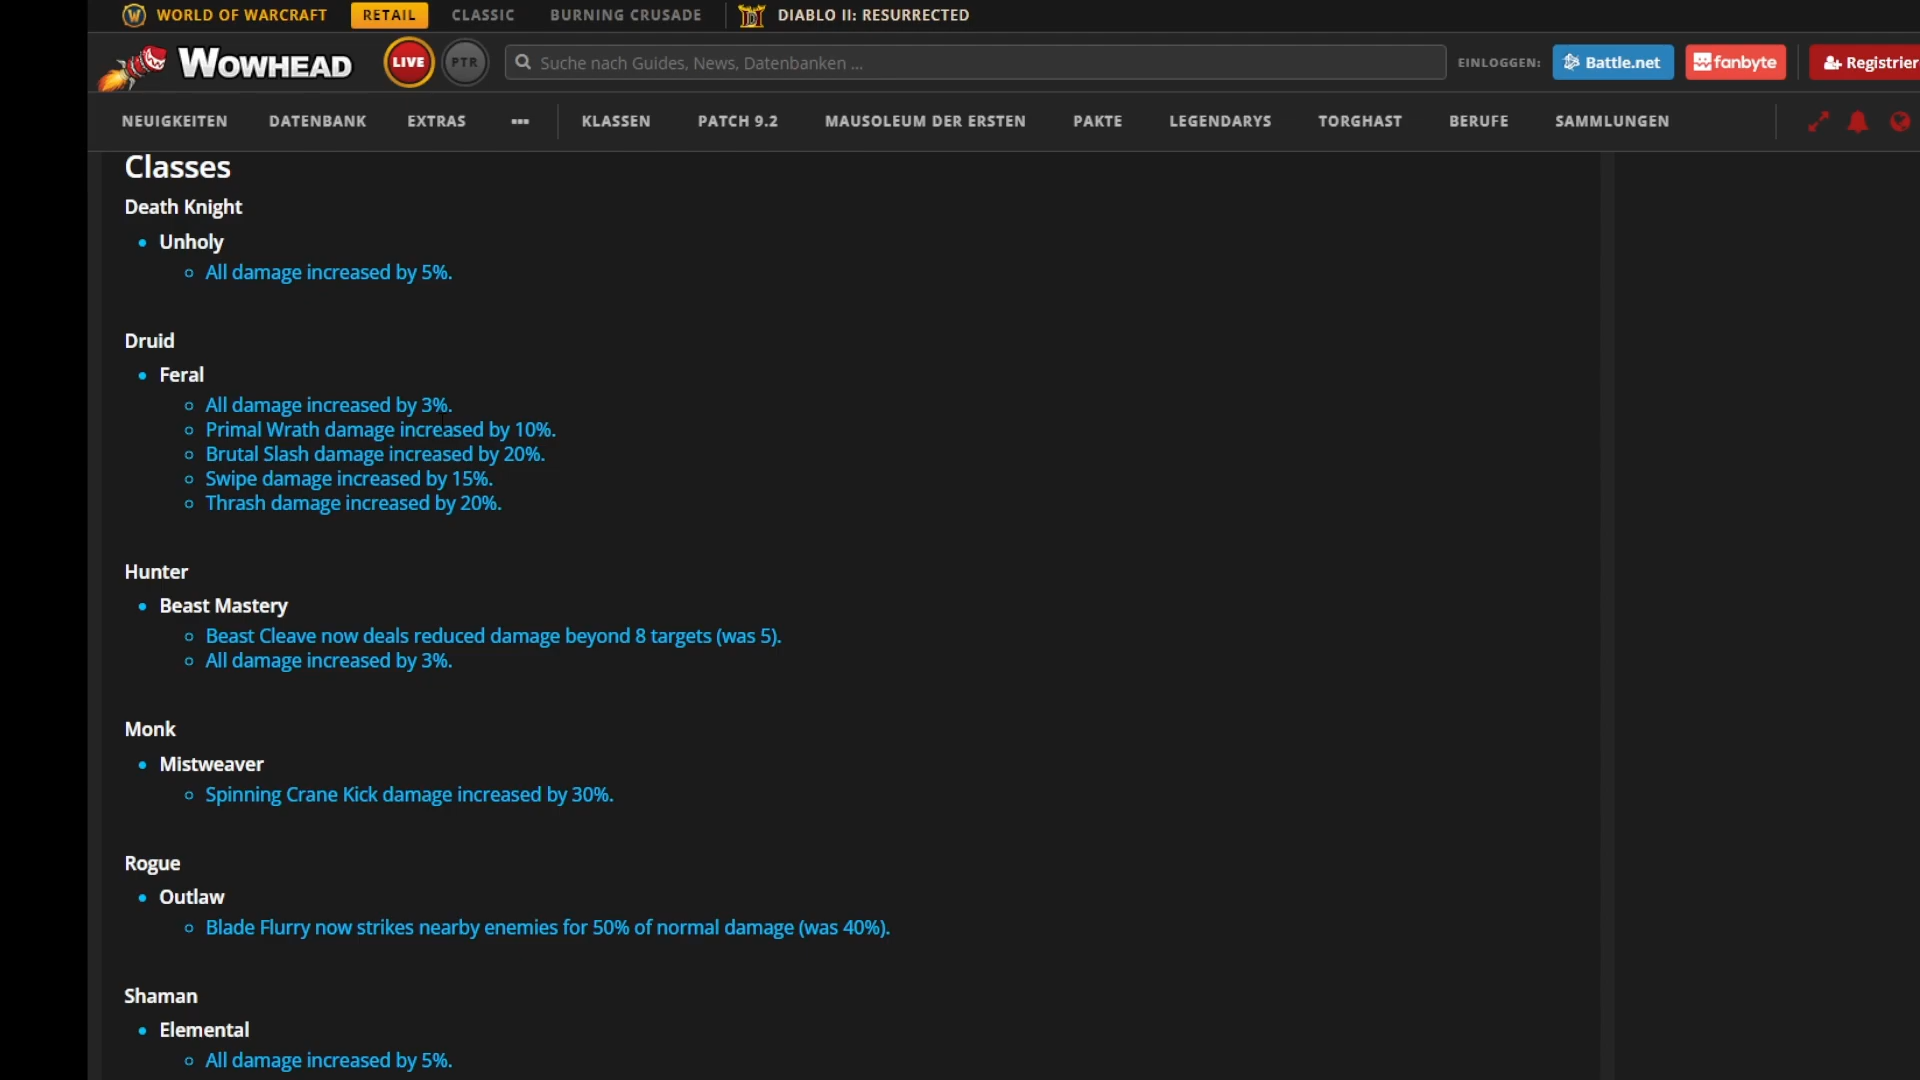 WORLD OF WARCRAFT RETAIL CLASSIC BURNING CRUSADE DIABLO II: RESURRECTED
WOWHEAD LIVE PTR Suche nach Guides, News, Datenbanken ... EINLOGGEN: Battle.net fanbyte Registrier
NEUIGKEITEN DATENBANK EXTRAS ••• KLASSEN PATCH 9.2 MAUSOLEUM DER ERSTEN PAKTE LEGENDARYS TORGHAST BERUFE SAMMLUNGEN
Classes
Death Knight
Unholy
All damage increased by 5%.
Druid
Feral
All damage increased by 3%.
Primal Wrath damage increased by 10%.
Brutal Slash damage increased by 20%.
Swipe damage increased by 15%.
Thrash damage increased by 20%.
Hunter
Beast Mastery
Beast Cleave now deals reduced damage beyond 8 targets (was 5).
All damage increased by 3%.
Monk
Mistweaver
Spinning Crane Kick damage increased by 30%.
Rogue
Outlaw
Blade Flurry now strikes nearby enemies for 50% of normal damage (was 40%).
Shaman
Elemental
All damage increased by 5%.